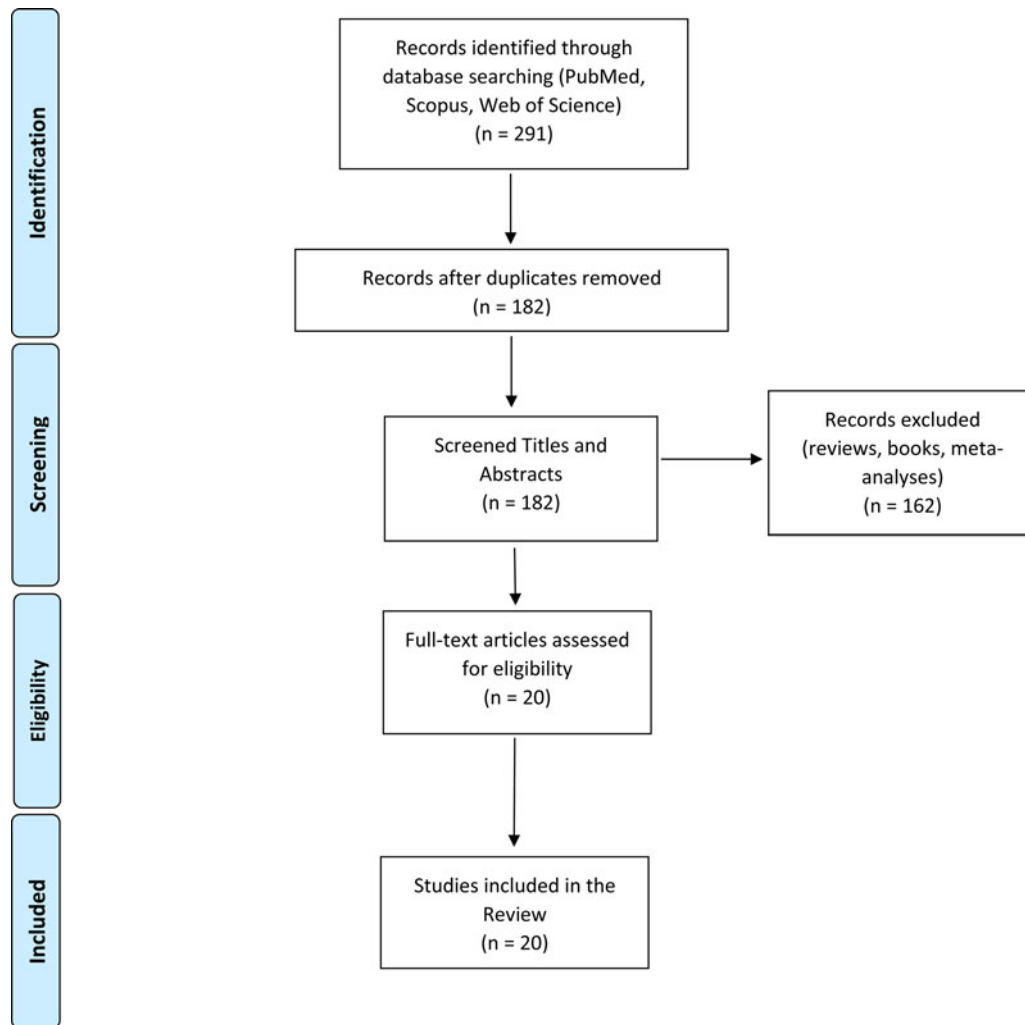 Identification
Records identified through
database searching (PubMed,
Scopus, Web of Science)
(n = 291)
Records after duplicates removed
(n = 182)
Screening
Screened Titles and
Abstracts
(n = 182)
Records excluded
(reviews, books, meta-
analyses)
(n = 162)
Eligibility
Full-text articles assessed
for eligibility
(n = 20)
Included
Studies included in the
Review
(n = 20)